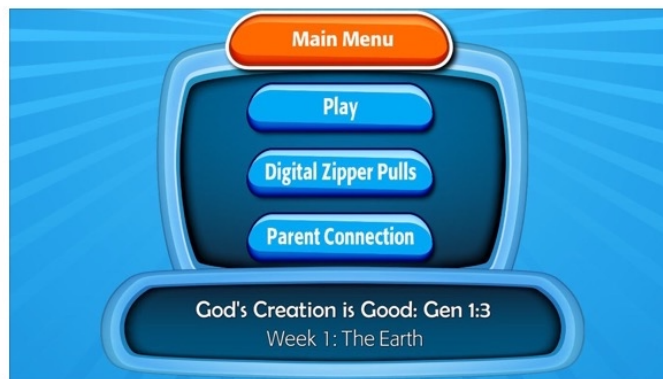 Main Menu
Play
Digital Zipper Pulls
Parent Connection
God's Creation is Good: Gen 1:3
Week 1: The Earth